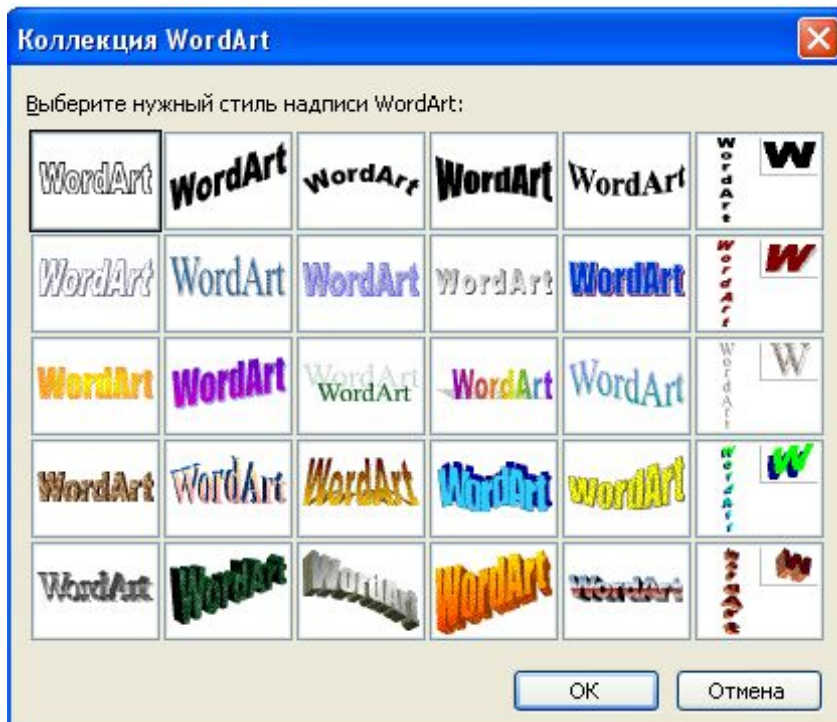 Коллекция WordArt
Выберите нужный стиль надписи WordArt:
WordArt WordArt WordArt WordArt WordArt WordArt W
WordArt WordArt WordArt WordArt WordArt WordArt W
WordArt WordArt WordArt WordArt WordArt WordArt WordArt W
WordArt WordArt WordArt WordArt WordArt WordArt W
WordArt WordArt WordArt WordArt WordArt WordArt W
ОК Отмена